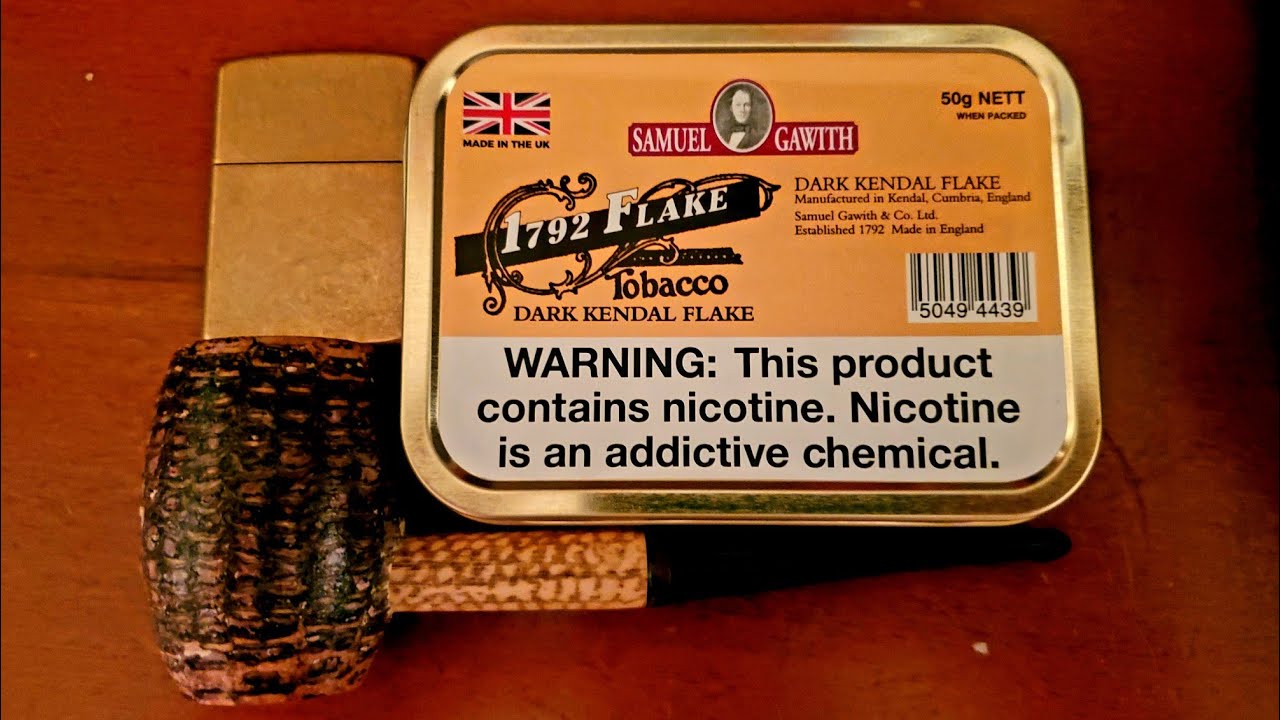 MADE IN THE UK
SAMUEL GAWITH
50g NETT
WHEN PACKED
1792 FLAKE
Tobacco
DARK KENDAL FLAKE
DARK KENDAL FLAKE
Manufactured in Kendal, Cumbria, England
Samuel Gawith & Co. Ltd.
Established 1792 Made in England
5049 4439
WARNING: This product
contains nicotine. Nicotine
is an addictive chemical.